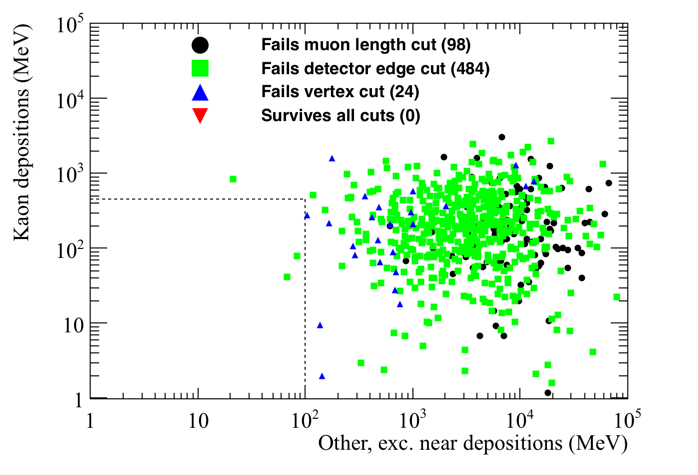 10^5
10^4
10^3
10^2
10
1
Kaon depositions (MeV)
Fails muon length cut (98)
Fails detector edge cut (484)
Fails vertex cut (24)
Survives all cuts (0)
1 10 10^2 10^3 10^4 10^5
Other, exc. near depositions (MeV)